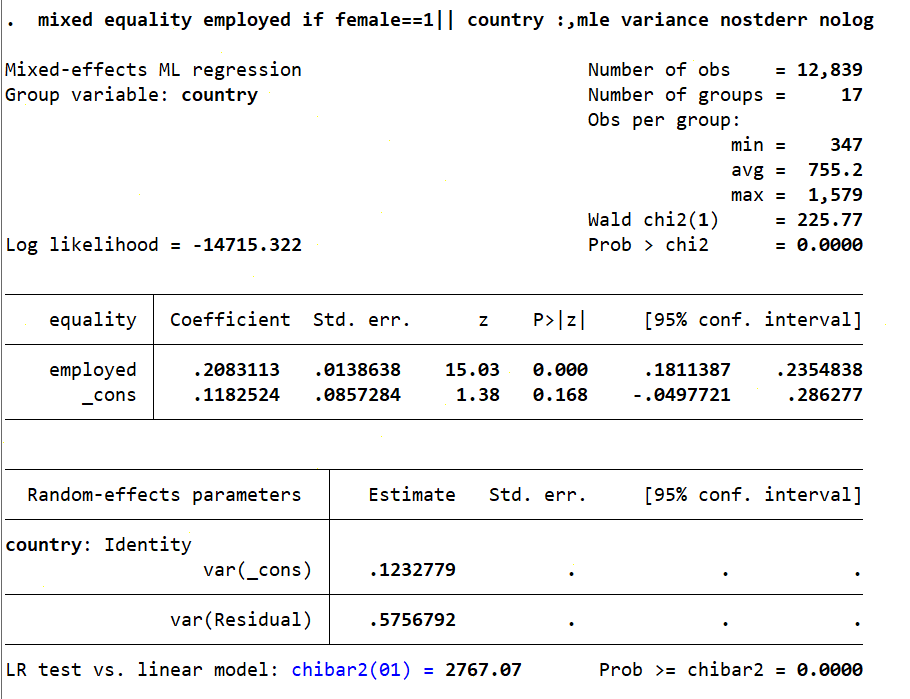 . mixed equality employed if female==1|| country :,mle variance nostderr nolog
Mixed-effects ML regression Number of obs = 12,839
Group variable: country Number of groups = 17
Obs per group:
min = 347
avg = 755.2
max = 1,579
Wald chi2(1) = 225.77
Log likelihood = -14715.322 Prob > chi2 = 0.0000
equality Coefficient Std. err. z P>|z| [95% conf. interval]
employed .2083113 .0138638 15.03 0.000 .1811387 .2354838
_cons .1182524 .0857284 1.38 0.168 -.0497721 .286277
Random-effects parameters Estimate Std. err. [95% conf. interval]
country: Identity
var(_cons) .1232779 . . .
var(Residual) .5756792 . . .
LR test vs. linear model: chibar2(01) = 2767.07 Prob >= chibar2 = 0.0000